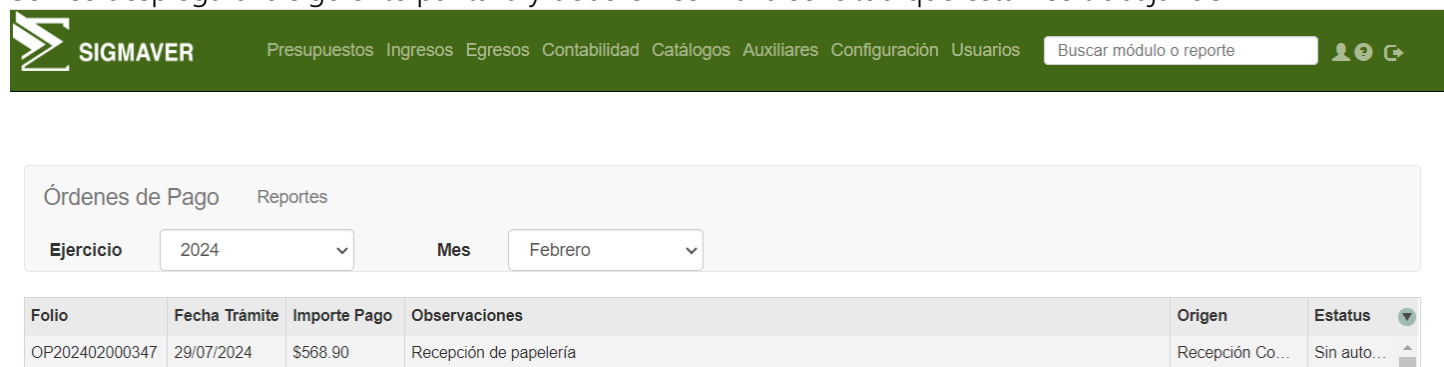 SIGMAVER Presupuestos Ingresos Egresos Contabilidad Catálogos Auxiliares Configuración Usuarios Buscar módulo o reporte
Órdenes de Pago Reportes
Ejercicio 2024 Mes Febrero
Folio Fecha Trámite Importe Pago Observaciones Origen Estatus
OP202402000347 29/07/2024 $568.90 Recepción de papelería Recepción Co... Sin auto...